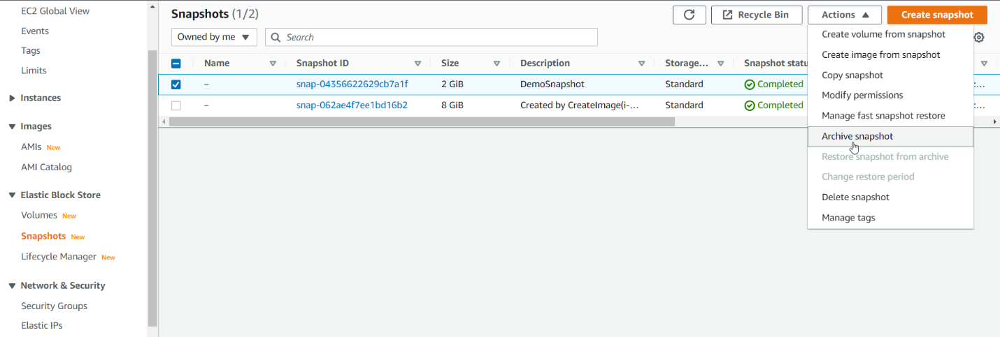 EC2 Global View
Events
Tags
Limits
Instances
Images
AMIs New
AMI Catalog
Elastic Block Store
Volumes New
Snapshots New
Lifecycle Manager New
Network & Security
Security Groups
Elastic IPs
Snapshots (1/2)
Recycle Bin
Actions
Create snapshot
Owned by me
Search
Name Snapshot ID Size Description Storage... Snapshot statu
– snap-04356622629cb7a1f 2 GiB DemoSnapshot Standard Completed :...
– snap-062ae4f7ee1bd16b2 8 GiB Created by CreateImage(i-... Standard Completed :...
Create volume from snapshot
Create image from snapshot
Copy snapshot
Modify permissions
Manage fast snapshot restore
Archive snapshot
Restore snapshot from archive
Change restore period
Delete snapshot
Manage tags